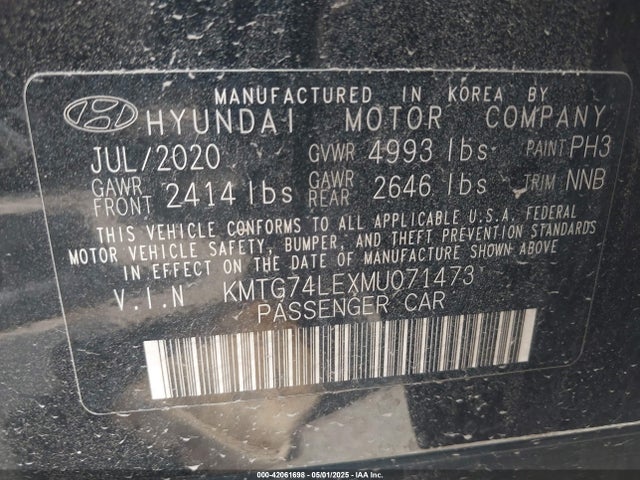 MANUFACTURED IN KOREA BY
HYUNDAI MOTOR COMPANY
JUL/2020 GVWR 4993 lbs PAINT PH3
GAWR FRONT 2414 lbs GAWR REAR 2646 lbs TRIM NNB
THIS VEHICLE CONFORMS TO ALL APPLICABLE U.S.A. FEDERAL
MOTOR VEHICLE SAFETY, BUMPER, AND THEFT PREVENTION STANDARDS
IN EFFECT ON THE DATE OF MANUFACTURE SHOWN ABOVE
V.I.N KMTG74LEXMU071473
PASSENGER CAR
000-42061698 - 05/01/2025 - IAA Inc.